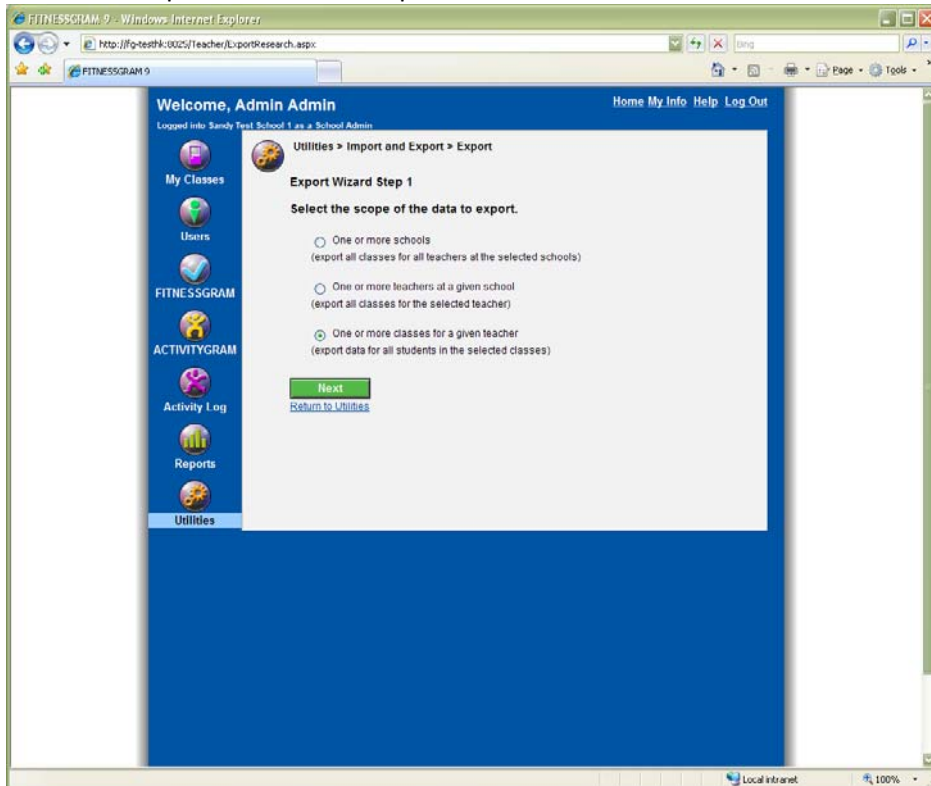 FITNESSGRAM 9 - Windows Internet Explorer
http://fg-testhk:8025/Teacher/ExportResearch.aspx
bing
FITNESSGRAM 9
Page
Tools
Welcome, Admin Admin
Home My Info Help Log Out
Logged into Sandy Test School 1 as a School Admin
Utilities > Import and Export > Export
My Classes
Export Wizard Step 1
Select the scope of the data to export.
Users
One or more schools
(export all classes for all teachers at the selected schools)
One or more teachers at a given school
FITNESSGRAM
(export all classes for the selected teacher)
One or more classes for a given teacher
ACTIVITYGRAM
(export data for all students in the selected classes)
Next
Activity Log
Return to Utilities
Reports
Utilities
Local intranet
100%